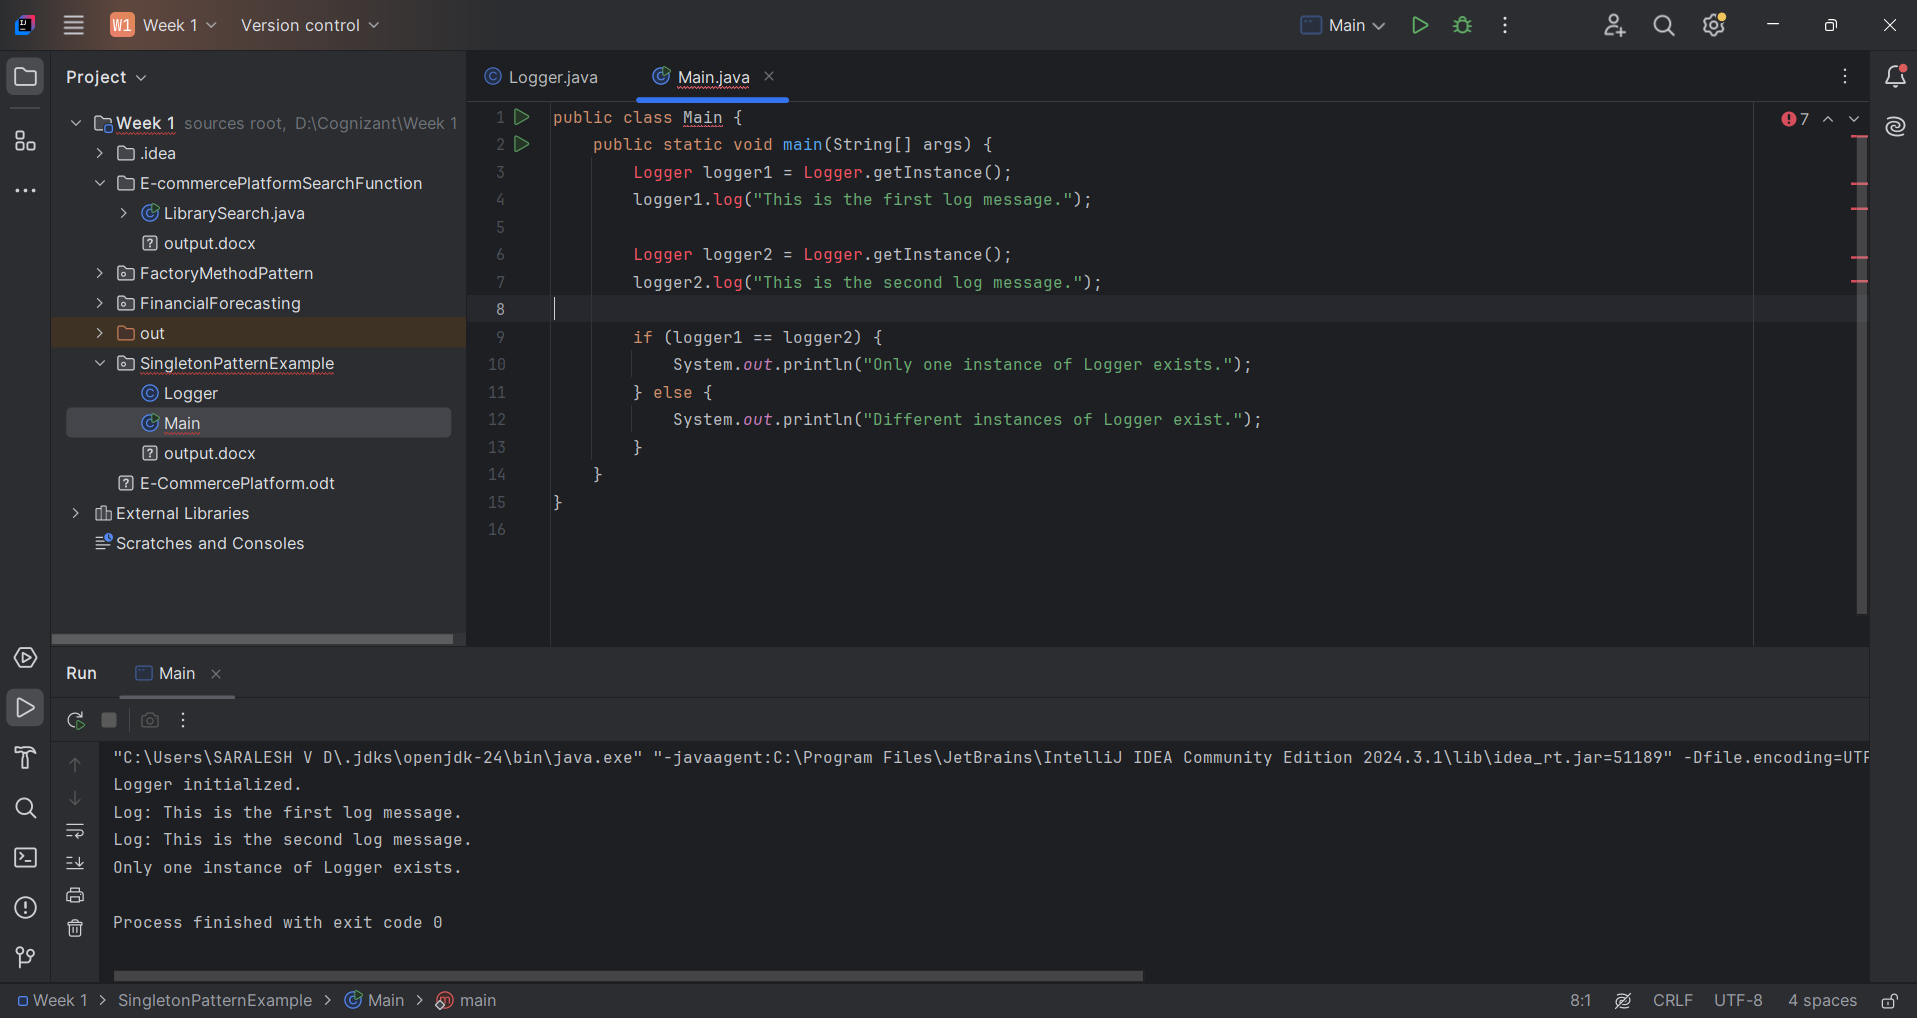 W1 Week 1 Version control Main
Project
Logger.java Main.java
Week 1 sources root, D:\Cognizant\Week 1
.idea
E-commercePlatformSearchFunction
LibrarySearch.java
output.docx
FactoryMethodPattern
FinancialForecasting
out
SingletonPatternExample
Logger
Main
output.docx
E-CommercePlatform.odt
External Libraries
Scratches and Consoles
7
1 public class Main {
2     public static void main(String[] args) {
3         Logger logger1 = Logger.getInstance();
4         logger1.log("This is the first log message.");
5
6         Logger logger2 = Logger.getInstance();
7         logger2.log("This is the second log message.");
8
9         if (logger1 == logger2) {
10             System.out.println("Only one instance of Logger exists.");
11         } else {
12             System.out.println("Different instances of Logger exist.");
13         }
14     }
15 }
16
Run Main
"C:\Users\SARALESH V D\.jdks\openjdk-24\bin\java.exe" "-javaagent:C:\Program Files\JetBrains\IntelliJ IDEA Community Edition 2024.3.1\lib\idea_rt.jar=51189" -Dfile.encoding=UTF
Logger initialized.
Log: This is the first log message.
Log: This is the second log message.
Only one instance of Logger exists.
Process finished with exit code 0
Week 1 > SingletonPatternExample > Main > main 8:1 CRLF UTF-8 4 spaces